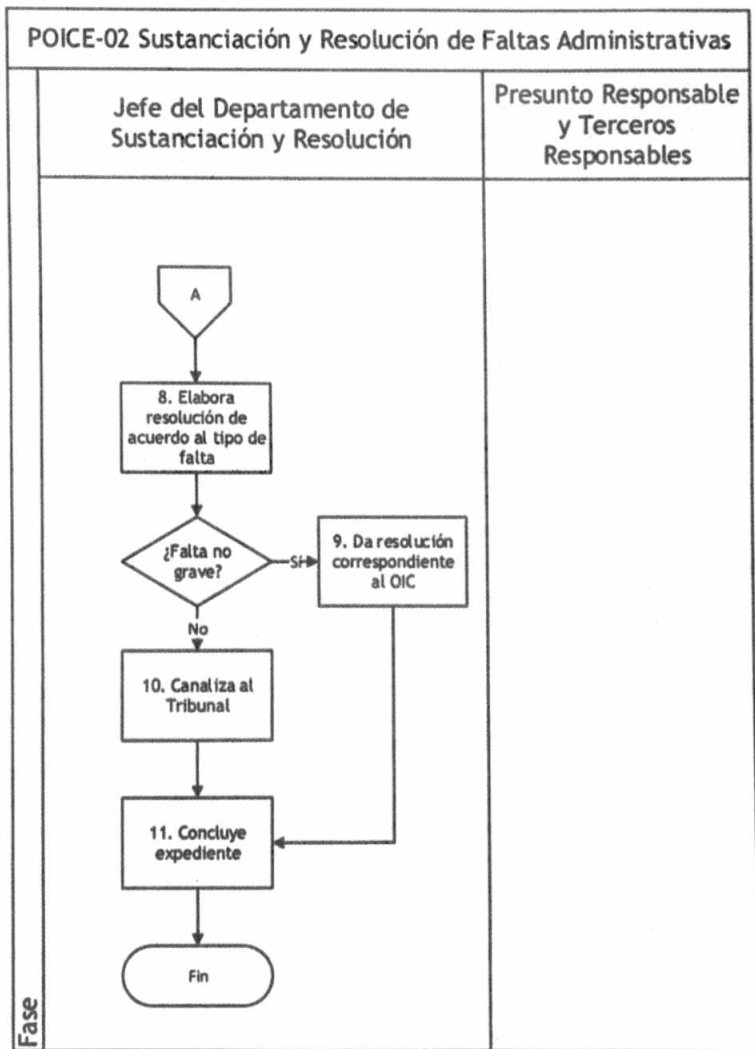 POICE-02 Sustanciación y Resolución de Faltas Administrativas
Jefe del Departamento de
Sustanciación y Resolución
Presunto Responsable
y Terceros
Responsables
A
8. Elabora
resolución de
acuerdo al tipo de
falta
¿Falta no
grave?
Sí
9. Da resolución
correspondiente
al OIC
No
10. Canaliza al
Tribunal
11. Concluye
expediente
Fin
Fase